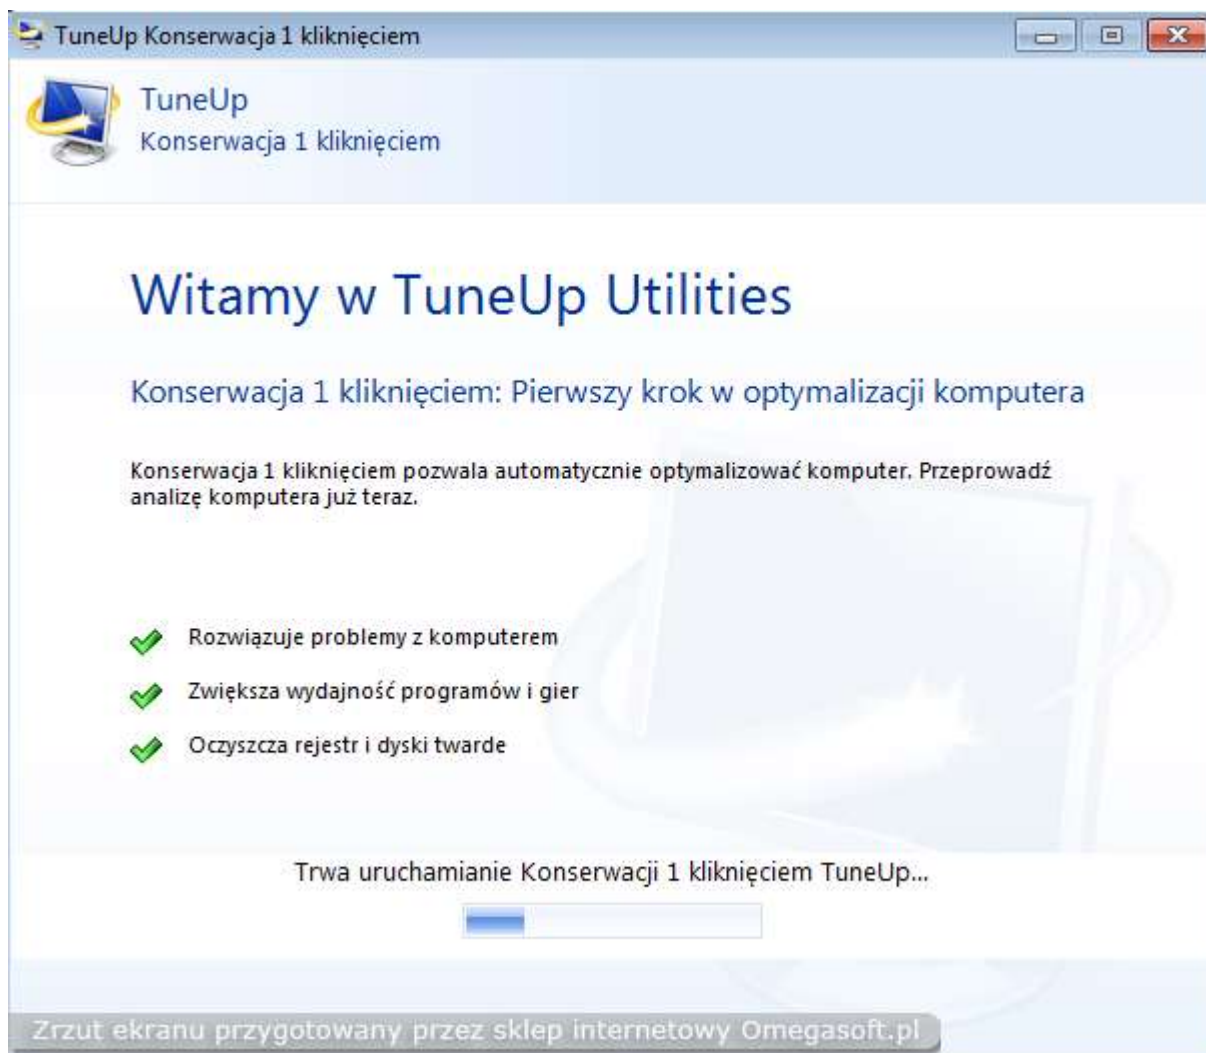 TuneUp Konserwacja 1 kliknięciem
TuneUp
Konserwacja 1 kliknięciem
Witamy w TuneUp Utilities
Konserwacja 1 kliknięciem: Pierwszy krok w optymalizacji komputera
Konserwacja 1 kliknięciem pozwala automatycznie optymalizować komputer. Przeprowadź
analizę komputera już teraz.
Rozwiązuje problemy z komputerem
Zwiększa wydajność programów i gier
Oczyszcza rejestr i dyski twarde
Trwa uruchamianie Konserwacji 1 kliknięciem TuneUp...
Zrzut ekranu przygotowany przez sklep internetowy Omegasoft.pl